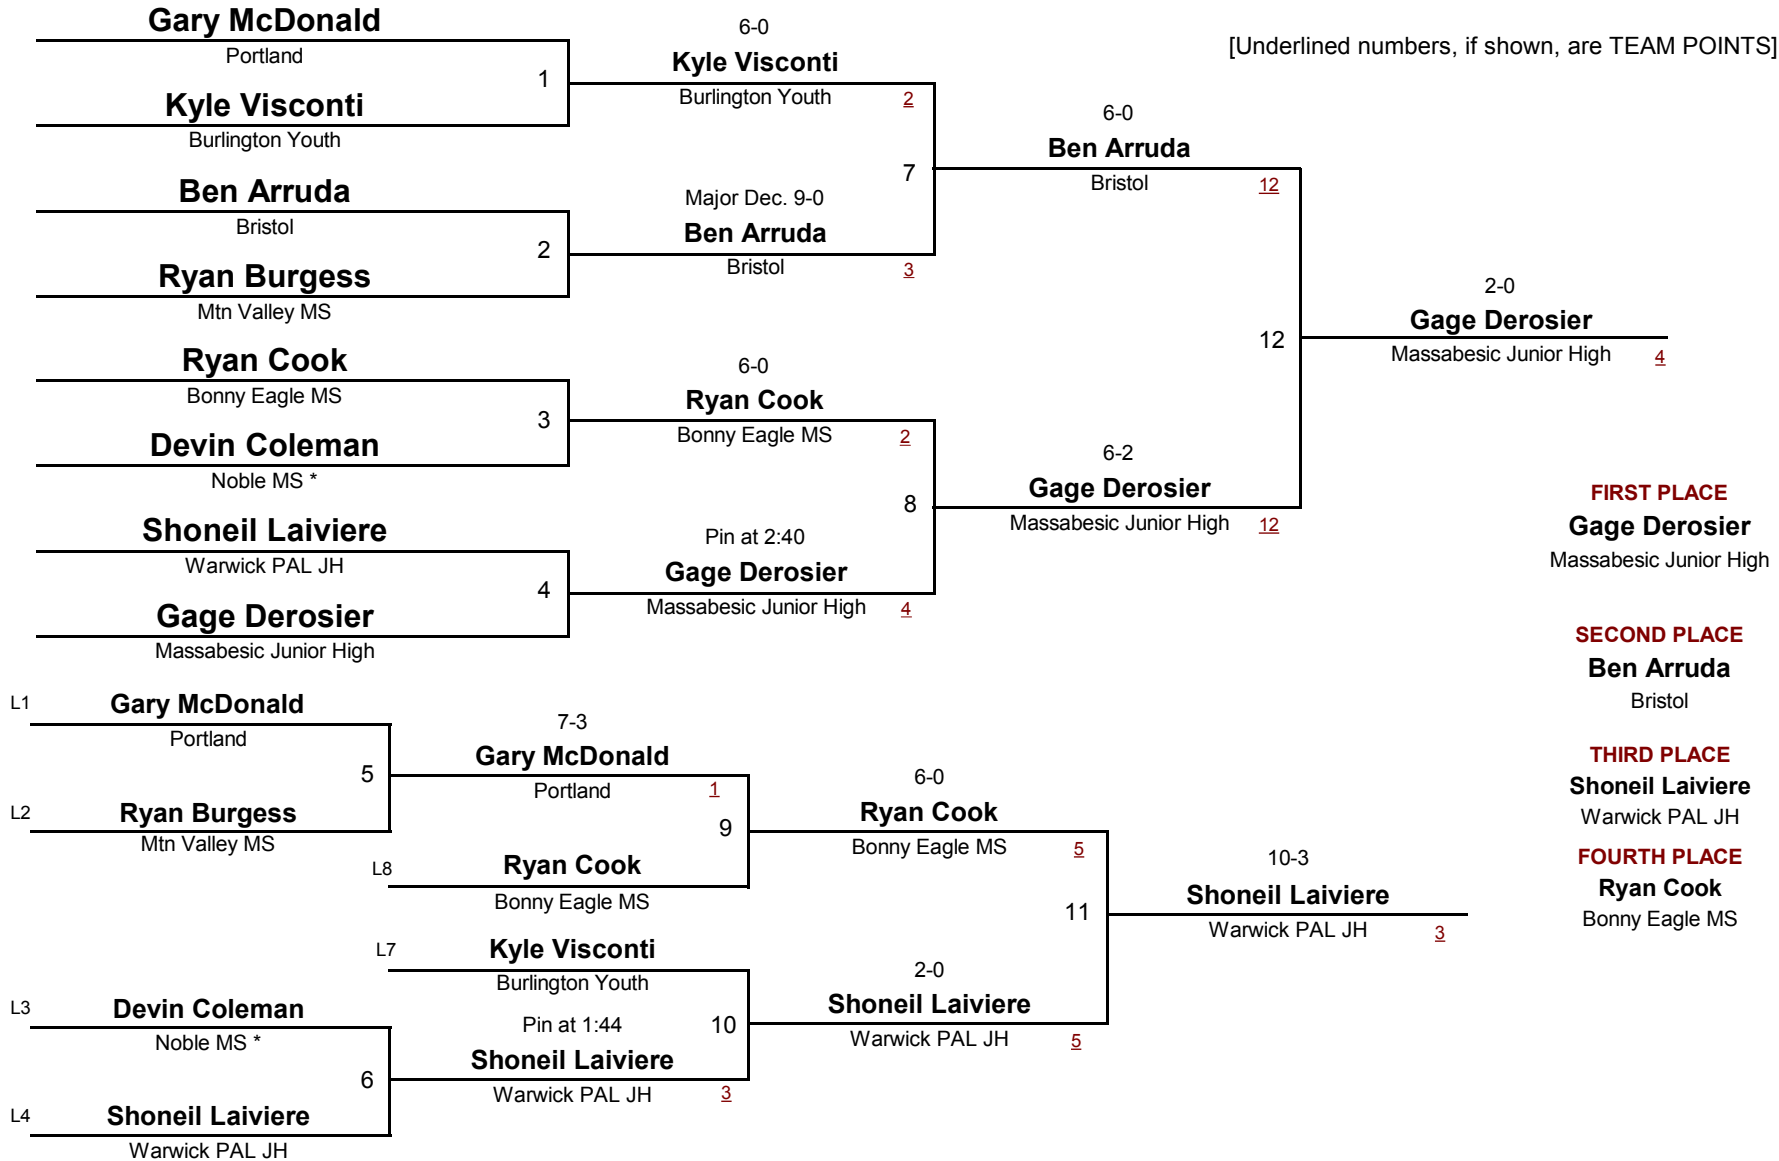 [Underlined numbers, if shown, are TEAM POINTS]
Gary McDonald
Portland
1
Kyle Visconti
Burlington Youth
Ben Arruda
Bristol
2
Ryan Burgess
Mtn Valley MS
Ryan Cook
Bonny Eagle MS
3
Devin Coleman
Noble MS *
Shoneil Laiviere
Warwick PAL JH
4
Gage Derosier
Massabesic Junior High
6-0
Kyle Visconti
Burlington Youth 2
7
Major Dec. 9-0
Ben Arruda
Bristol 3
6-0
Ryan Cook
Bonny Eagle MS 2
8
Pin at 2:40
Gage Derosier
Massabesic Junior High 4
6-0
Ben Arruda
Bristol 12
12
6-2
Gage Derosier
Massabesic Junior High 12
2-0
Gage Derosier
Massabesic Junior High 4
FIRST PLACE
Gage Derosier
Massabesic Junior High
SECOND PLACE
Ben Arruda
Bristol
THIRD PLACE
Shoneil Laiviere
Warwick PAL JH
FOURTH PLACE
Ryan Cook
Bonny Eagle MS
L1 Gary McDonald
Portland
5
L2 Ryan Burgess
Mtn Valley MS
L3 Devin Coleman
Noble MS *
6
L4 Shoneil Laiviere
Warwick PAL JH
7-3
Gary McDonald
Portland 1
9
L8 Ryan Cook
Bonny Eagle MS
L7 Kyle Visconti
Burlington Youth
Pin at 1:44 10
Shoneil Laiviere
Warwick PAL JH 3
6-0
Ryan Cook
Bonny Eagle MS 5
11
2-0
Shoneil Laiviere
Warwick PAL JH 5
10-3
Shoneil Laiviere
Warwick PAL JH 3